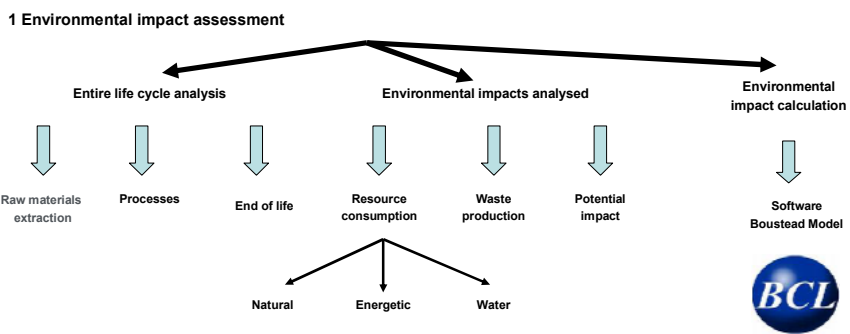 1 Environmental impact assessment
Entire life cycle analysis
Environmental impacts analysed
Environmental
impact calculation
Raw materials
extraction
Processes
End of life
Resource
consumption
Waste
production
Potential
impact
Software
Boustead Model
Natural
Energetic
Water
BCL